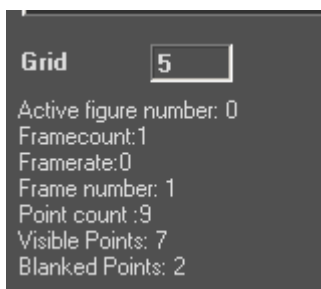 Grid 5
Active figure number: 0
Framecount:1
Framerate:0
Frame number: 1
Point count :9
Visible Points: 7
Blanked Points: 2